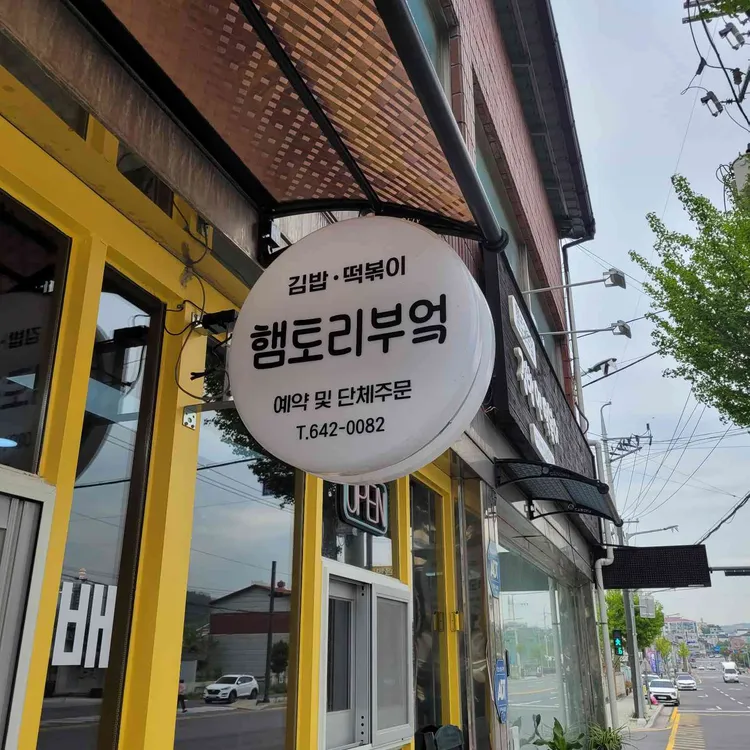 김밥·떡볶이
햄토리부엌
예약 및 단체주문
T.642-0082
OPEN
배